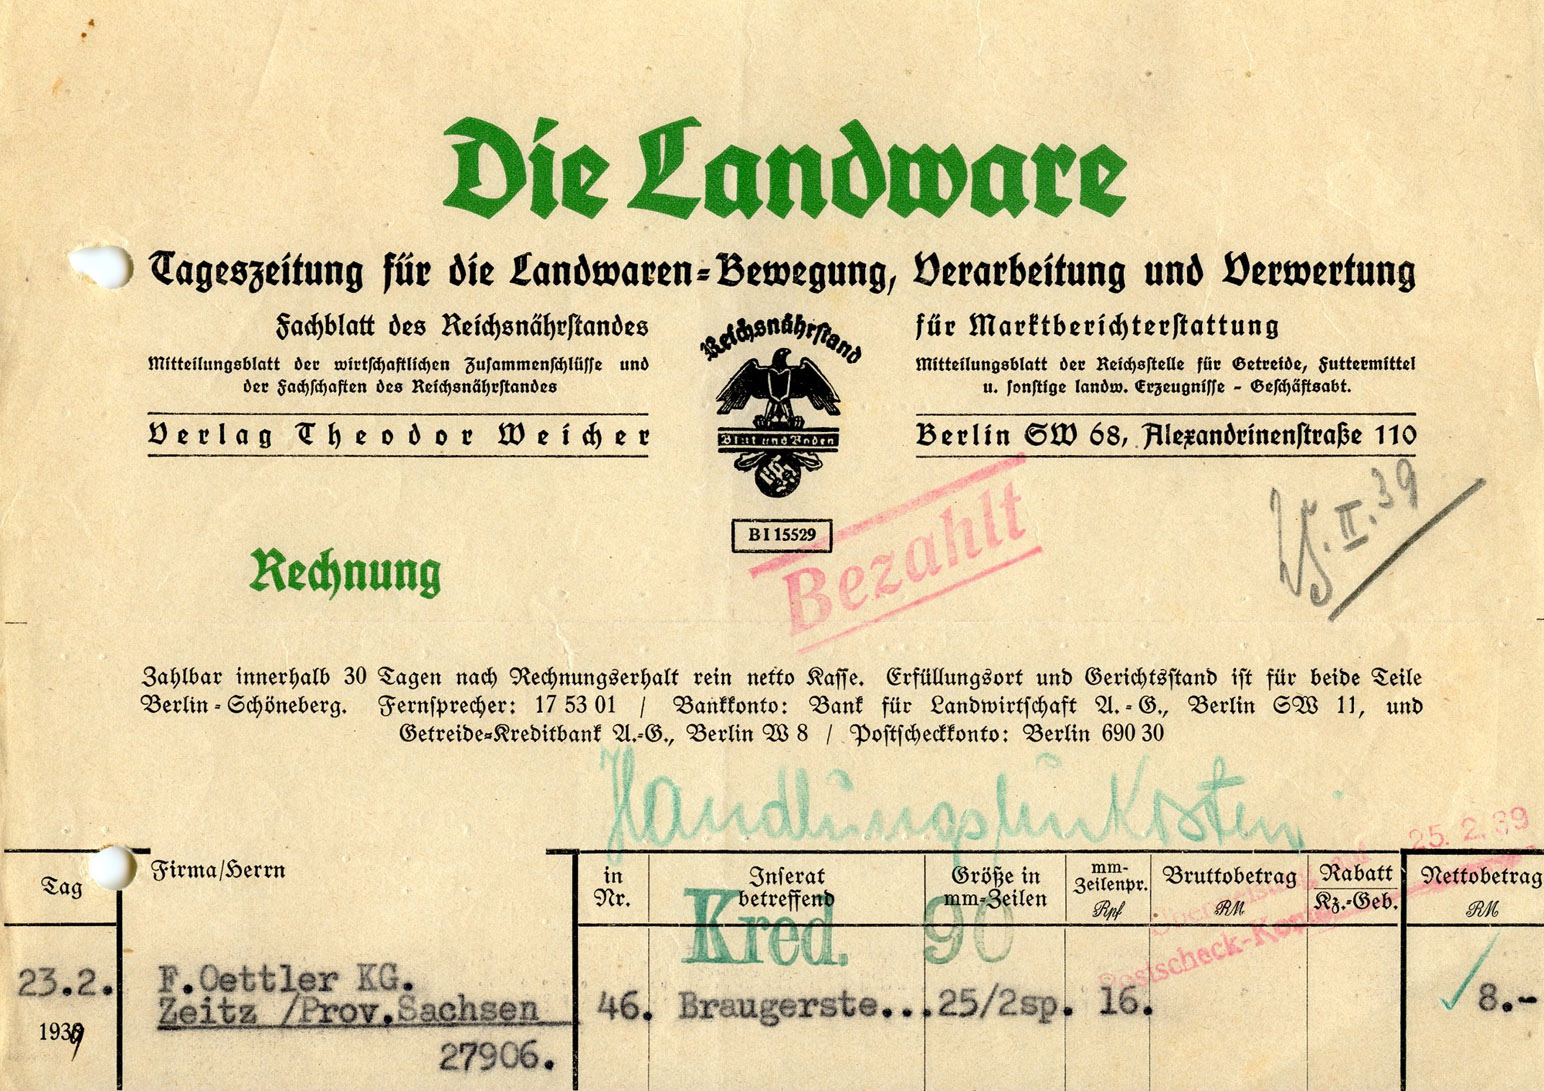 Die Landware
Tageszeitung für die Landwaren=Bewegung, Verarbeitung und Verwertung
Fachblatt des Reichsnährstandes
Mitteilungsblatt der wirtschaftlichen Zusammenschlüsse und
der Fachschaften des Reichsnährstandes
Verlag Theodor Weicher
Reichsnährstand
Blut und Boden
für Marktberichterstattung
Mitteilungsblatt der Reichsstelle für Getreide, Futtermittel
u. sonstige landw. Erzeugnisse - Geschäftsabt.
Berlin SW 68, Alexandrinenstraße 110
BI 15529
Bezahlt
II. 39
Rechnung
Zahlbar innerhalb 30 Tagen nach Rechnungserhalt rein netto Kasse. Erfüllungsort und Gerichtsstand ist für beide Teile
Berlin=Schöneberg. Fernsprecher: 17 53 01 / Bankkonto: Bank für Landwirtschaft A.=G., Berlin SW 11, und
Getreide=Kreditbank A.=G., Berlin W 8 / Postscheckkonto: Berlin 690 30
Handlungsunkosten
25. 2. 39
Postscheck-Konto
Tag
Firma/Herrn
in Nr.
Inserat betreffend
Größe in mm=Zeilen
mm-Zeilenpr. Rpf
Bruttobetrag RM
Rabatt Kz.=Geb.
Nettobetrag RM
Kred. 90
23.2.
1939
F.Oettler KG.
Zeitz /Prov.Sachsen
27906.
46. Braugerste...25/2sp. 16. 8.-